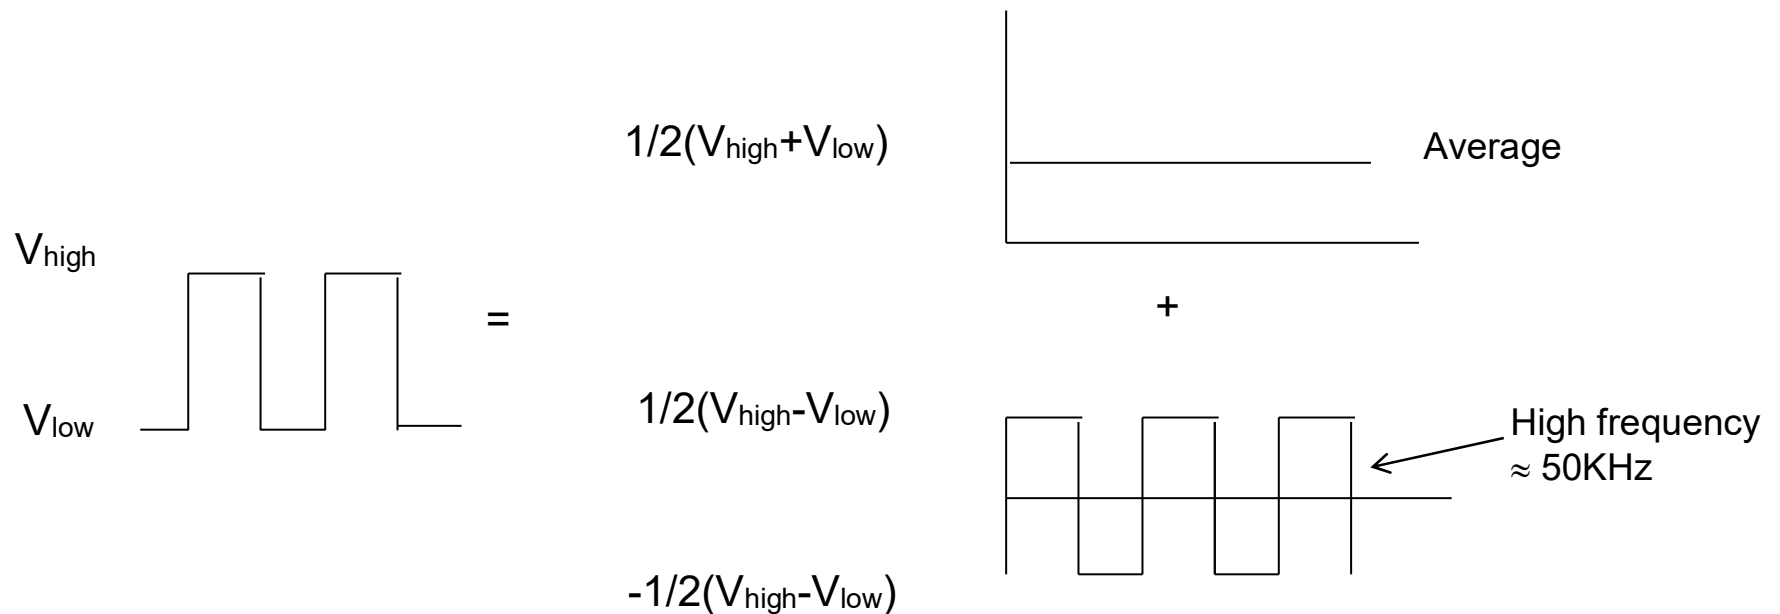 1/2(Vhigh+Vlow)
Average
Vhigh
=
+
Vlow
1/2(Vhigh-Vlow)
High frequency
≈ 50KHz
-1/2(Vhigh-Vlow)